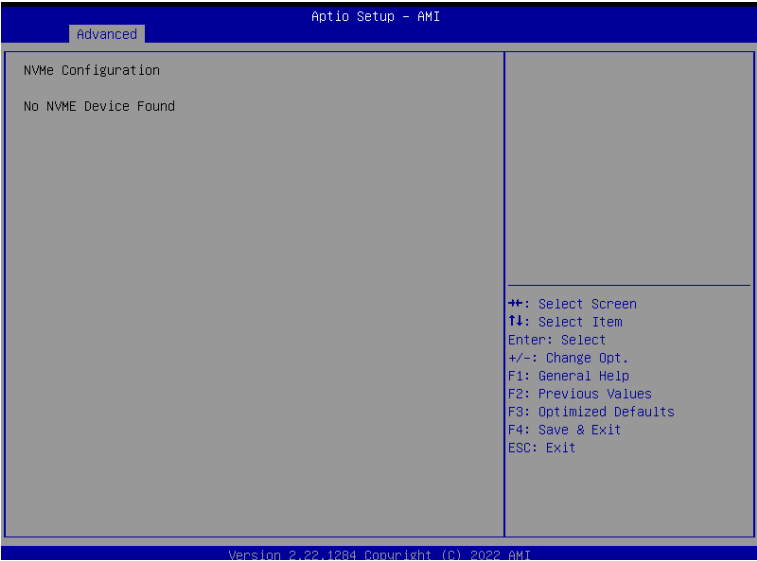 Aptio Setup – AMI
Advanced
NVMe Configuration
No NVME Device Found
→←: Select Screen
↑↓: Select Item
Enter: Select
+/-: Change Opt.
F1: General Help
F2: Previous Values
F3: Optimized Defaults
F4: Save & Exit
ESC: Exit
Version 2.22.1284 Copyright (C) 2022 AMI